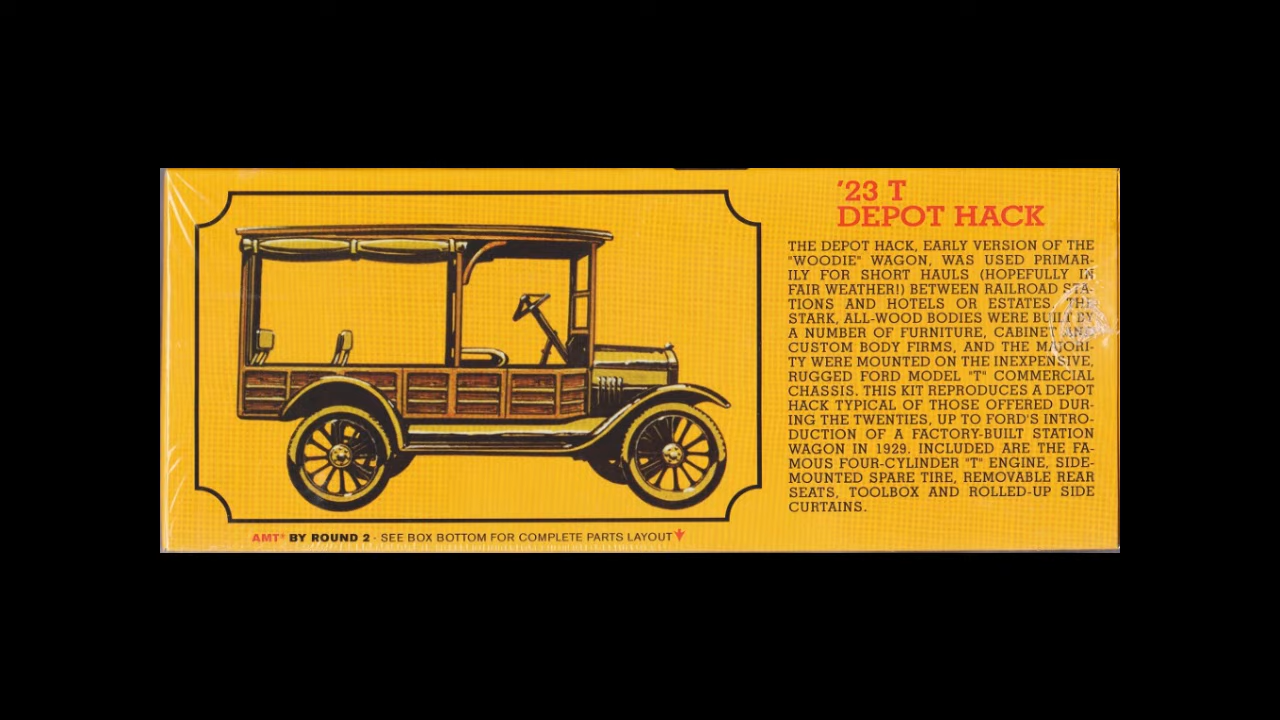 '23 T
DEPOT HACK
THE DEPOT HACK, EARLY VERSION OF THE
"WOODIE" WAGON, WAS USED PRIMAR-
ILY FOR SHORT HAULS (HOPEFULLY IN
FAIR WEATHER!) BETWEEN RAILROAD STA-
TIONS AND HOTELS OR ESTATES. THE
STARK, ALL-WOOD BODIES WERE BUILT BY
A NUMBER OF FURNITURE, CABINET AND
CUSTOM BODY FIRMS, AND THE MAJORI-
TY WERE MOUNTED ON THE INEXPENSIVE,
RUGGED FORD MODEL "T" COMMERCIAL
CHASSIS. THIS KIT REPRODUCES A DEPOT
HACK TYPICAL OF THOSE OFFERED DUR-
ING THE TWENTIES, UP TO FORD'S INTRO-
DUCTION OF A FACTORY-BUILT STATION
WAGON IN 1929. INCLUDED ARE THE FA-
MOUS FOUR-CYLINDER "T" ENGINE, SIDE-
MOUNTED SPARE TIRE, REMOVABLE REAR
SEATS, TOOLBOX AND ROLLED-UP SIDE
CURTAINS.
AMT® BY ROUND 2 · SEE BOX BOTTOM FOR COMPLETE PARTS LAYOUT